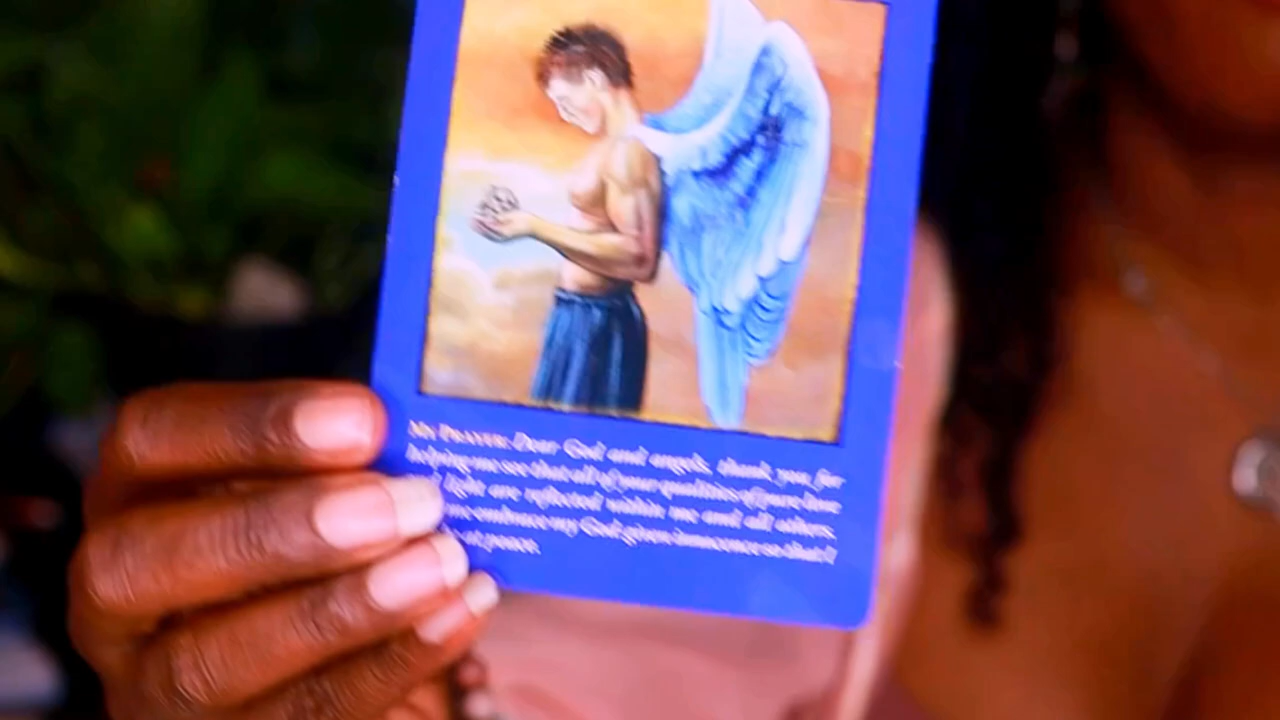 My Prayer: Dear God and angels, thank you for
helping me see that all of your qualities of pure love
light are reflected within me and all others.
me embrace my God-given innocence so that I
at peace.